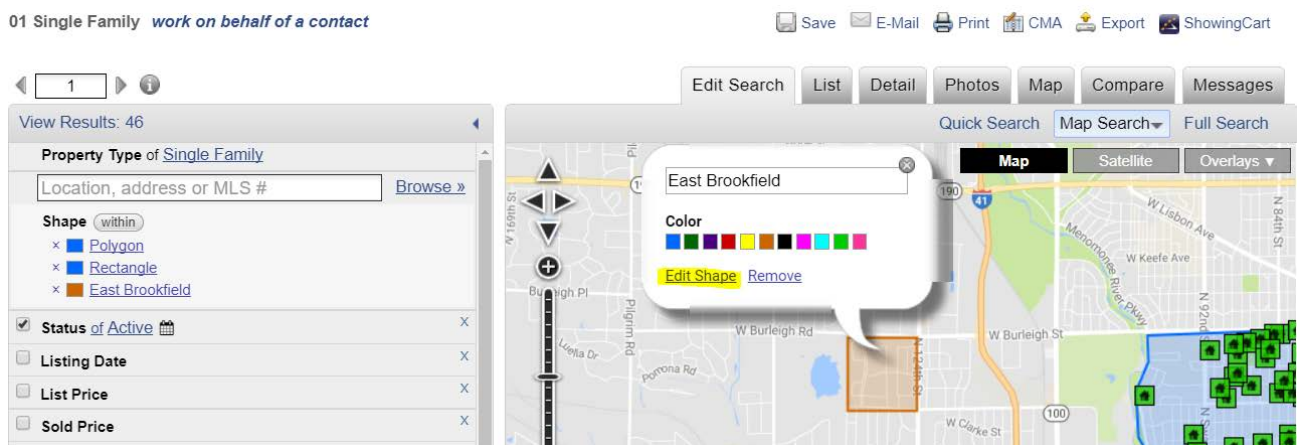 01 Single Family work on behalf of a contact
Save E-Mail Print CMA Export ShowingCart
1
Edit Search List Detail Photos Map Compare Messages
View Results: 46
Quick Search Map Search Full Search
Property Type of Single Family
Location, address or MLS #
Browse »
Shape within
× Polygon
× Rectangle
× East Brookfield
Status of Active
x
Listing Date
x
List Price
x
Sold Price
x
East Brookfield
Color
Edit Shape Remove
Map Satellite Overlays ▼
190
41
N 169th St
W Lisbon Ave
N 84th St
Menomonee River Pkwy
W Keefe Ave
Pilgrim Rd
W Burleigh Rd
N 124th St
W Burleigh St
N 92nd
Luella Dr
Pomona Rd
100
W Clarke St